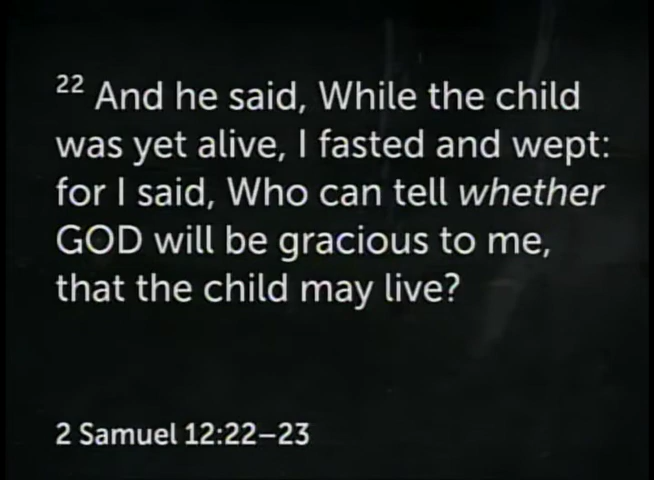 22 And he said, While the child
was yet alive, I fasted and wept:
for I said, Who can tell whether
GOD will be gracious to me,
that the child may live?
2 Samuel 12:22–23